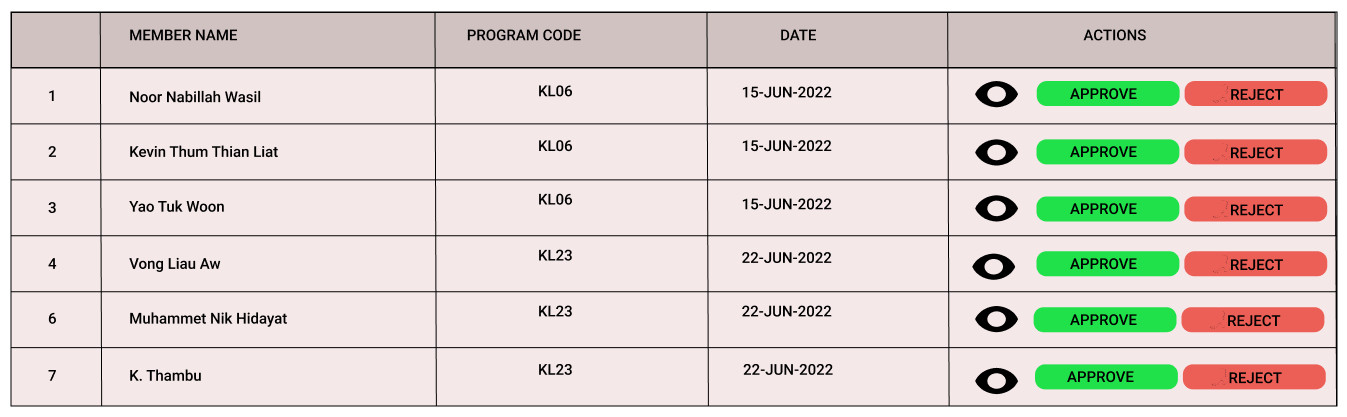 MEMBER NAME PROGRAM CODE DATE ACTIONS
1 Noor Nabillah Wasil KL06 15-JUN-2022 APPROVE REJECT
2 Kevin Thum Thian Liat KL06 15-JUN-2022 APPROVE REJECT
3 Yao Tuk Woon KL06 15-JUN-2022 APPROVE REJECT
4 Vong Liau Aw KL23 22-JUN-2022 APPROVE REJECT
6 Muhammet Nik Hidayat KL23 22-JUN-2022 APPROVE REJECT
7 K. Thambu KL23 22-JUN-2022 APPROVE REJECT